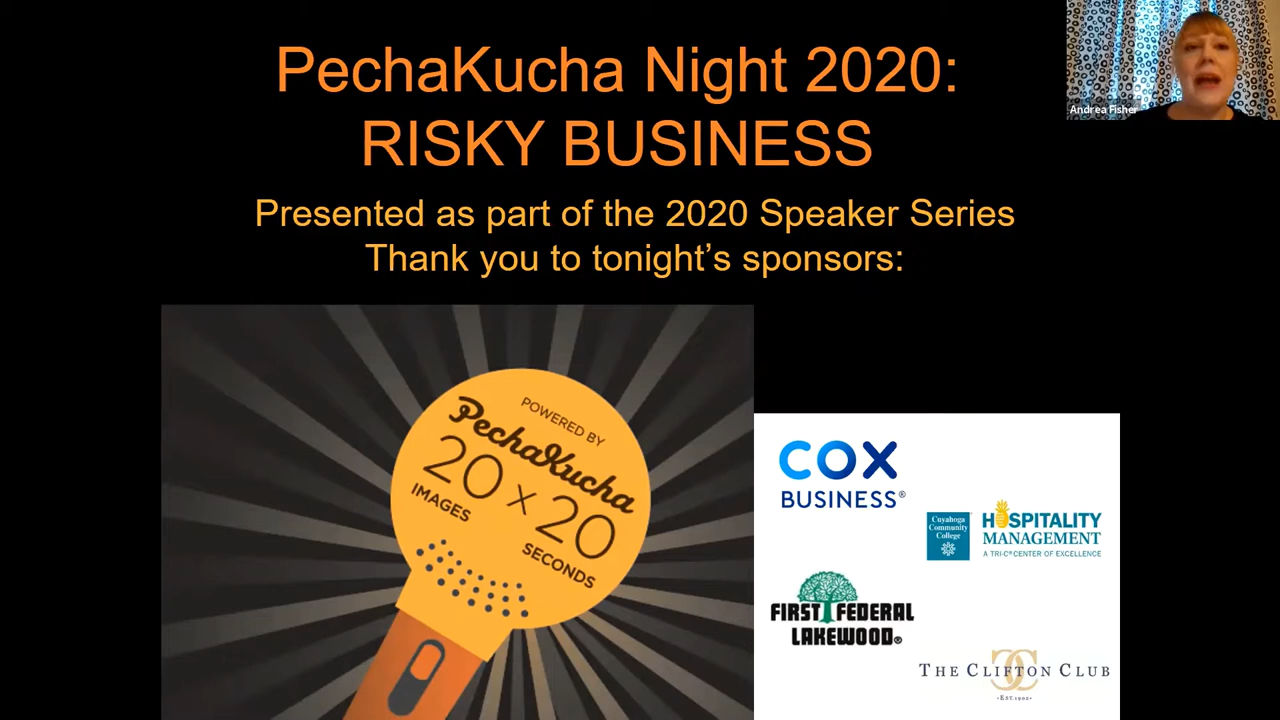 PechaKucha Night 2020:
RISKY BUSINESS
Andrea Fisher
Presented as part of the 2020 Speaker Series
Thank you to tonight's sponsors:
POWERED BY
PechaKucha
20 x 20
IMAGES
SECONDS
COX
BUSINESS®
Cuyahoga
Community
College
HOSPITALITY
MANAGEMENT
A TRI-C® CENTER OF EXCELLENCE
FIRST FEDERAL
LAKEWOOD®
THE CLIFTON CLUB
•EST.1902•